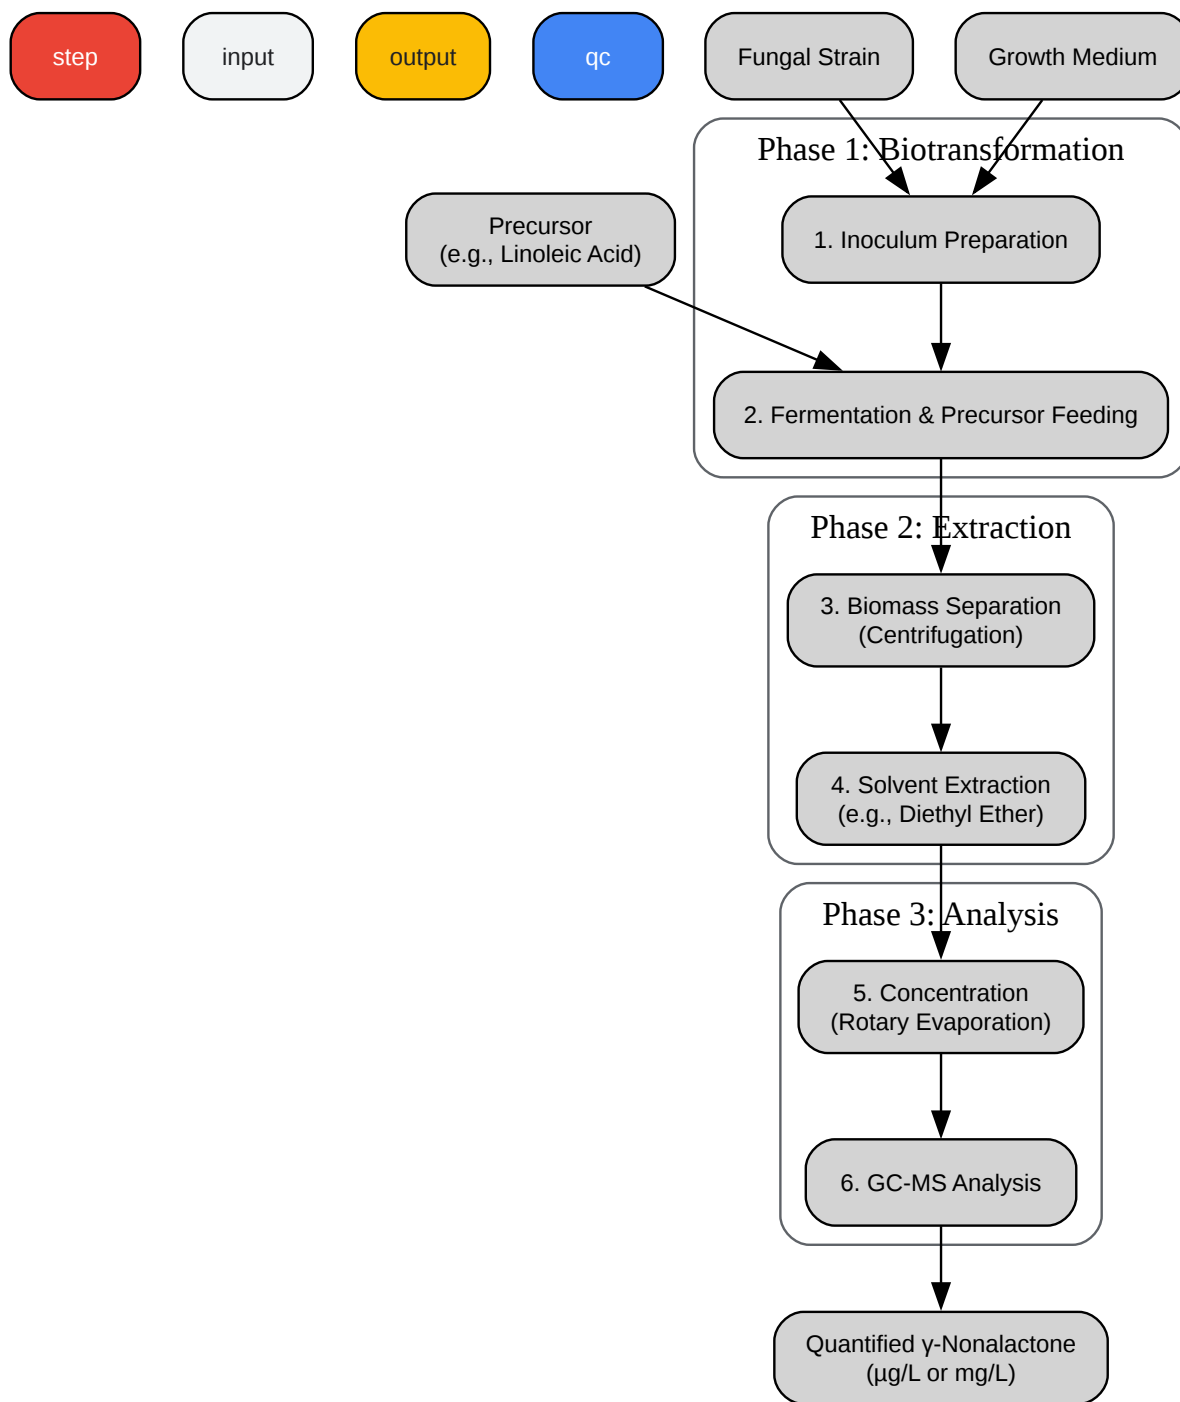 step
input
output
qc
Fungal Strain
Growth Medium
Phase 1: Biotransformation
Precursor
(e.g., Linoleic Acid)
1. Inoculum Preparation
2. Fermentation & Precursor Feeding
Phase 2: Extraction
3. Biomass Separation
(Centrifugation)
4. Solvent Extraction
(e.g., Diethyl Ether)
Phase 3: Analysis
5. Concentration
(Rotary Evaporation)
6. GC-MS Analysis
Quantified γ-Nonalactone
(µg/L or mg/L)